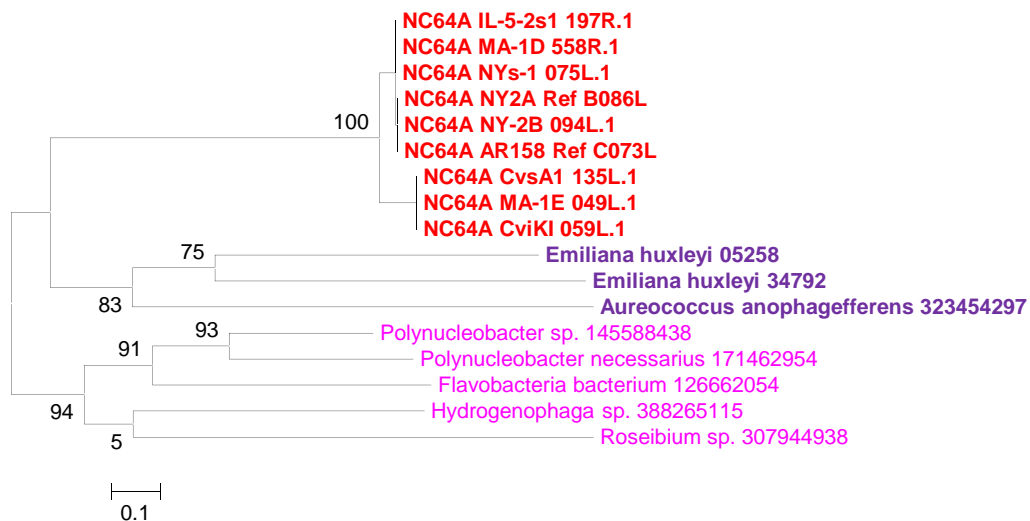 NC64A IL-5-2s1 197R.1
NC64A MA-1D 558R.1
NC64A NYs-1 075L.1
NC64A NY2A Ref B086L
100
NC64A NY-2B 094L.1
NC64A AR158 Ref C073L
NC64A CvsA1 135L.1
NC64A MA-1E 049L.1
NC64A CviKI 059L.1
75
Emiliana huxleyi 05258
Emiliana huxleyi 34792
83
Aureococcus anophagefferens 323454297
93
Polynucleobacter sp. 145588438
91
Polynucleobacter necessarius 171462954
Flavobacteria bacterium 126662054
94
Hydrogenophaga sp. 388265115
5
Roseibium sp. 307944938
0.1